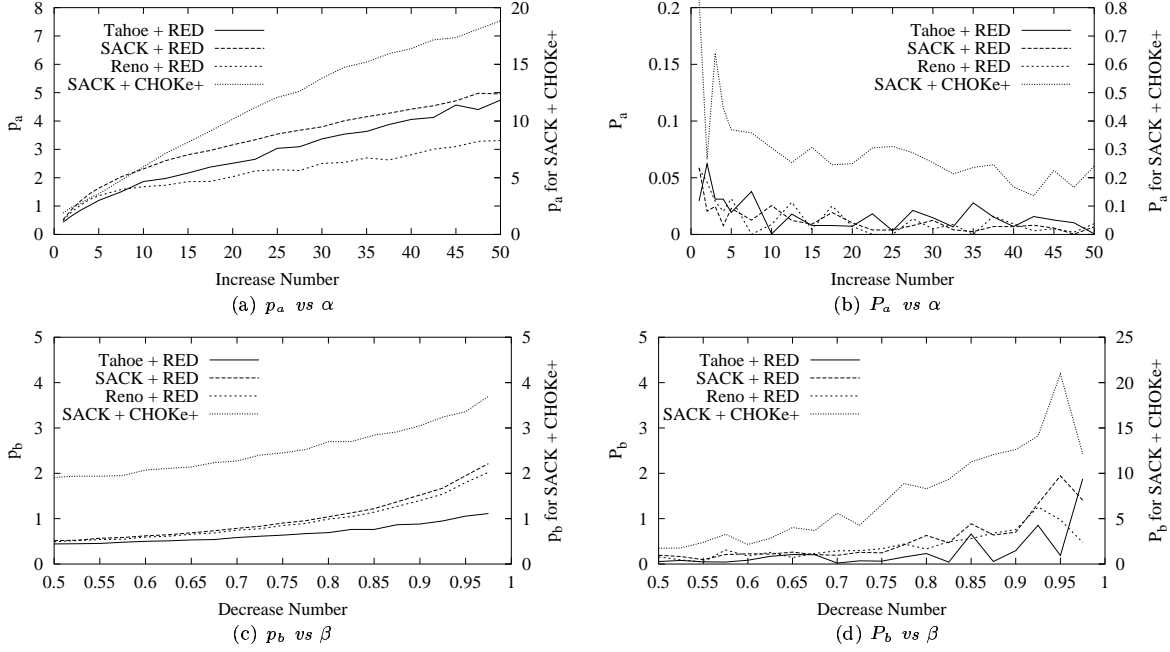 8
7
6
5
4
3
2
1
0
0 5 10 15 20 25 30 35 40 45 50
20
15
10
5
0
p_a
p_a for SACK + CHOKe+
Tahoe + RED
SACK + RED
Reno + RED
SACK + CHOKe+
Increase Number
(a) p_a vs α
0.2
0.15
0.1
0.05
0
0 5 10 15 20 25 30 35 40 45 50
0.8
0.7
0.6
0.5
0.4
0.3
0.2
0.1
0
P_a
P_a for SACK + CHOKe+
Tahoe + RED
SACK + RED
Reno + RED
SACK + CHOKe+
Increase Number
(b) P_a vs α
5
4
3
2
1
0
0.5 0.55 0.6 0.65 0.7 0.75 0.8 0.85 0.9 0.95 1
5
4
3
2
1
0
p_b
p_b for SACK + CHOKe+
Tahoe + RED
SACK + RED
Reno + RED
SACK + CHOKe+
Decrease Number
(c) p_b vs β
5
4
3
2
1
0
0.5 0.55 0.6 0.65 0.7 0.75 0.8 0.85 0.9 0.95 1
25
20
15
10
5
0
P_b
P_b for SACK + CHOKe+
Tahoe + RED
SACK + RED
Reno + RED
SACK + CHOKe+
Decrease Number
(d) P_b vs β